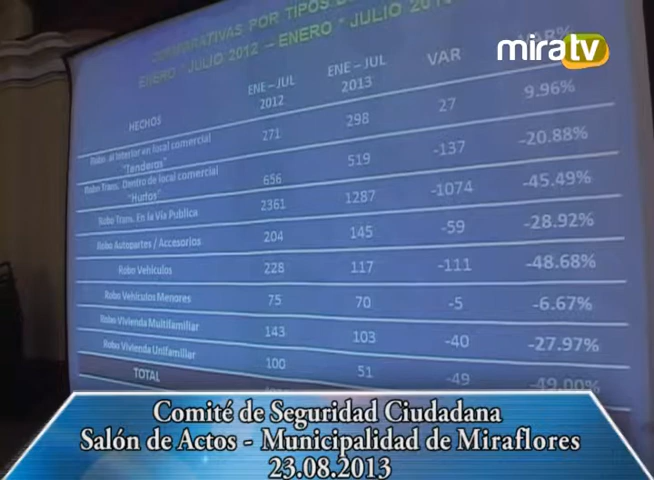 COMPARATIVAS POR TIPOS
miratv
ENERO * JULIO 2012 – ENERO * JULIO
VAR%
HECHOS ENE – JUL 2012 ENE – JUL 2013 VAR
Robo al Interior en local comercial "Tenderos" 271 298 27 9.96%
Robo Trans. Dentro de local comercial "Hurtos" 656 519 -137 -20.88%
Robo Trans. En la Vía Publica 2361 1287 -1074 -45.49%
Robo Autopartes / Accesorios 204 145 -59 -28.92%
Robo Vehículos 228 117 -111 -48.68%
Robo Vehículos Menores 75 70 -5 -6.67%
Robo Vivienda Multifamiliar 143 103 -40 -27.97%
Robo Vivienda Unifamiliar 100 51 -49 -49.00%
TOTAL
Comité de Seguridad Ciudadana
Salón de Actos - Municipalidad de Miraflores
23.08.2013